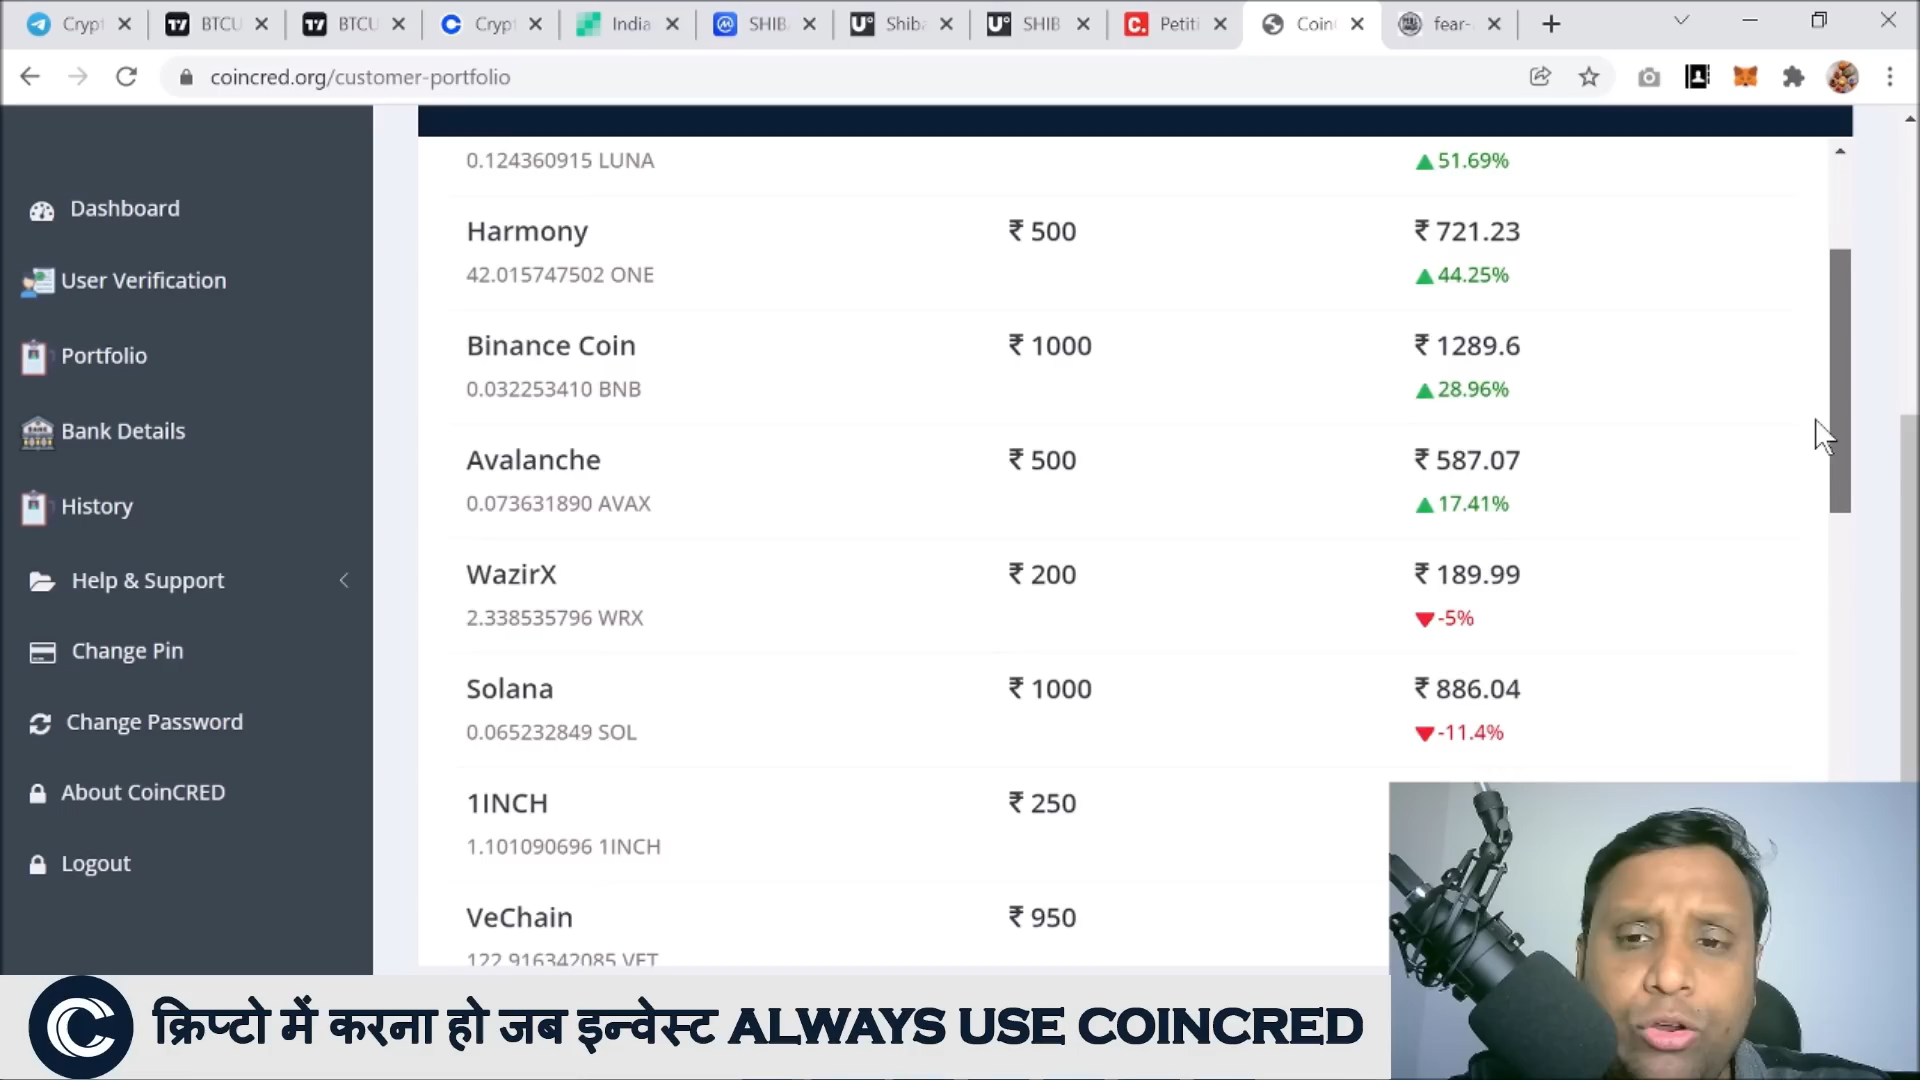 Crypt
BTCU
BTCU
Crypt
India
SHIB
Shiba
SHIB
Petiti
Coin
fear-
coincred.org/customer-portfolio
Dashboard
User Verification
Portfolio
Bank Details
History
Help & Support
Change Pin
Change Password
About CoinCRED
Logout
0.124360915 LUNA
51.69%
Harmony ₹ 500 ₹ 721.23
42.015747502 ONE 44.25%
Binance Coin ₹ 1000 ₹ 1289.6
0.032253410 BNB 28.96%
Avalanche ₹ 500 ₹ 587.07
0.073631890 AVAX 17.41%
WazirX ₹ 200 ₹ 189.99
2.338535796 WRX -5%
Solana ₹ 1000 ₹ 886.04
0.065232849 SOL -11.4%
1INCH ₹ 250
1.101090696 1INCH
VeChain ₹ 950
122.916342085 VET
क्रिप्टो में करना हो जब इन्वेस्ट ALWAYS USE COINCRED